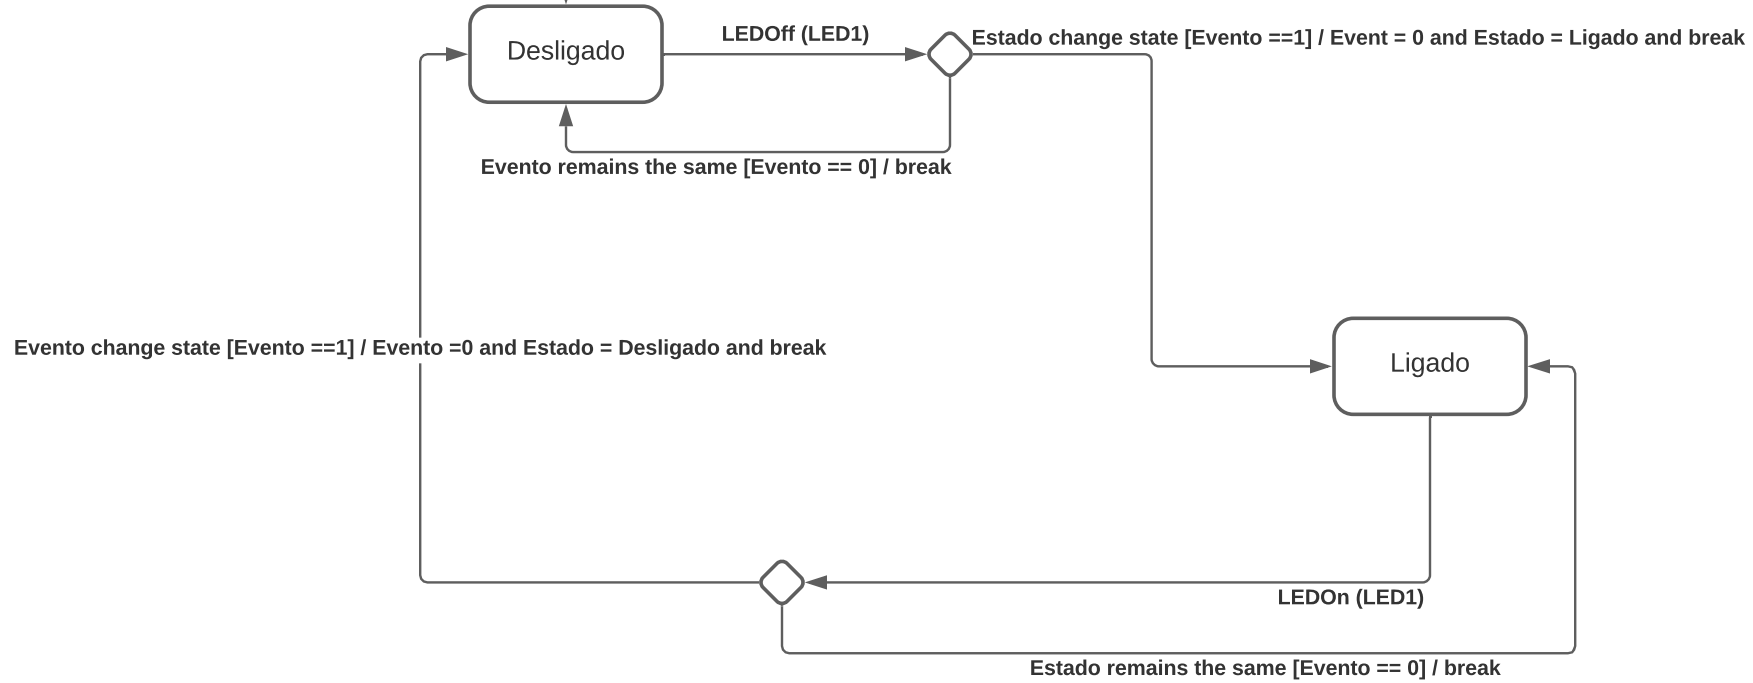 LEDOff (LED1)
Estado change state [Evento ==1] / Event = 0 and Estado = Ligado and break
Desligado
Evento remains the same [Evento == 0] / break
Evento change state [Evento ==1] / Evento =0 and Estado = Desligado and break
Ligado
LEDOn (LED1)
Estado remains the same [Evento == 0] / break